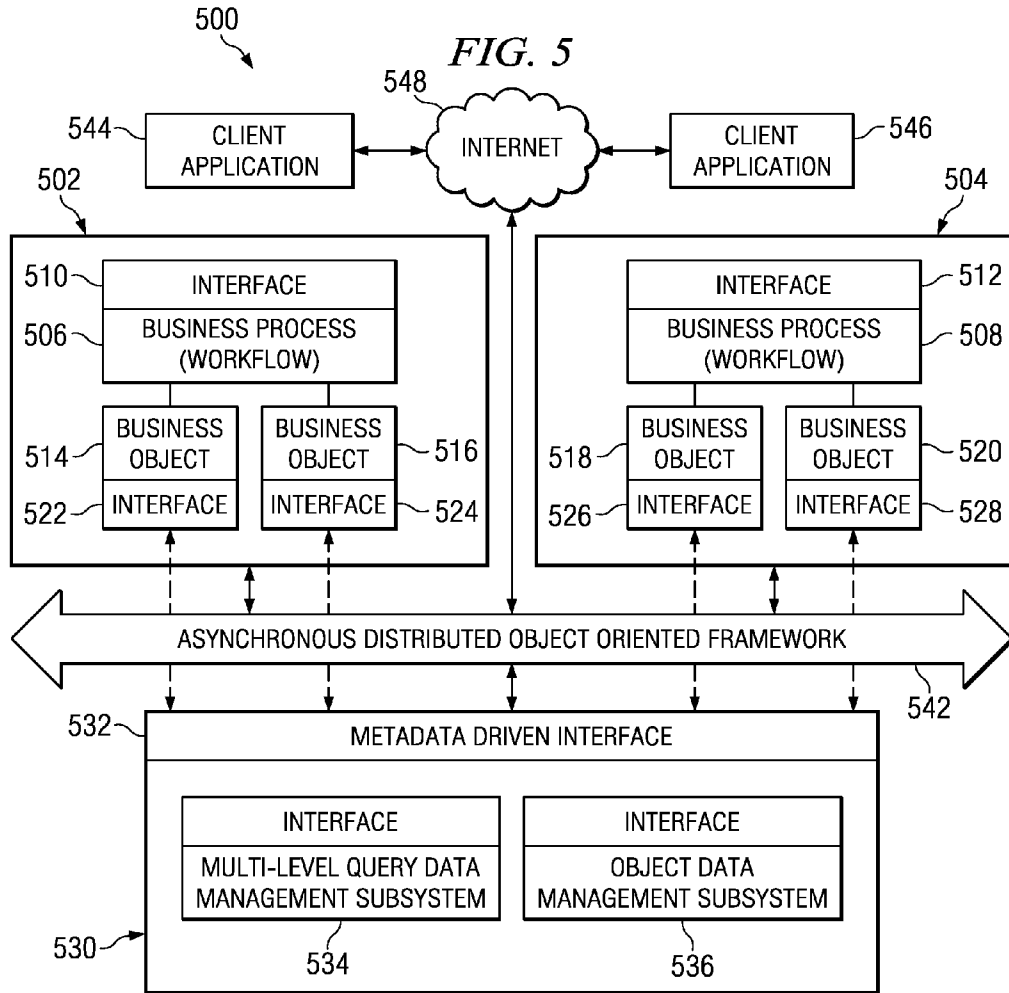 500
FIG. 5
548
544
CLIENT
APPLICATION
INTERNET
CLIENT
APPLICATION
546
502
504
510
INTERFACE
506
BUSINESS PROCESS
(WORKFLOW)
INTERFACE
512
BUSINESS PROCESS
(WORKFLOW)
508
514
BUSINESS
OBJECT
BUSINESS
OBJECT
516
518
BUSINESS
OBJECT
BUSINESS
OBJECT
520
522
INTERFACE
INTERFACE
524
526
INTERFACE
INTERFACE
528
ASYNCHRONOUS DISTRIBUTED OBJECT ORIENTED FRAMEWORK
542
532
METADATA DRIVEN INTERFACE
INTERFACE
MULTI-LEVEL QUERY DATA
MANAGEMENT SUBSYSTEM
INTERFACE
OBJECT DATA
MANAGEMENT SUBSYSTEM
530
534
536